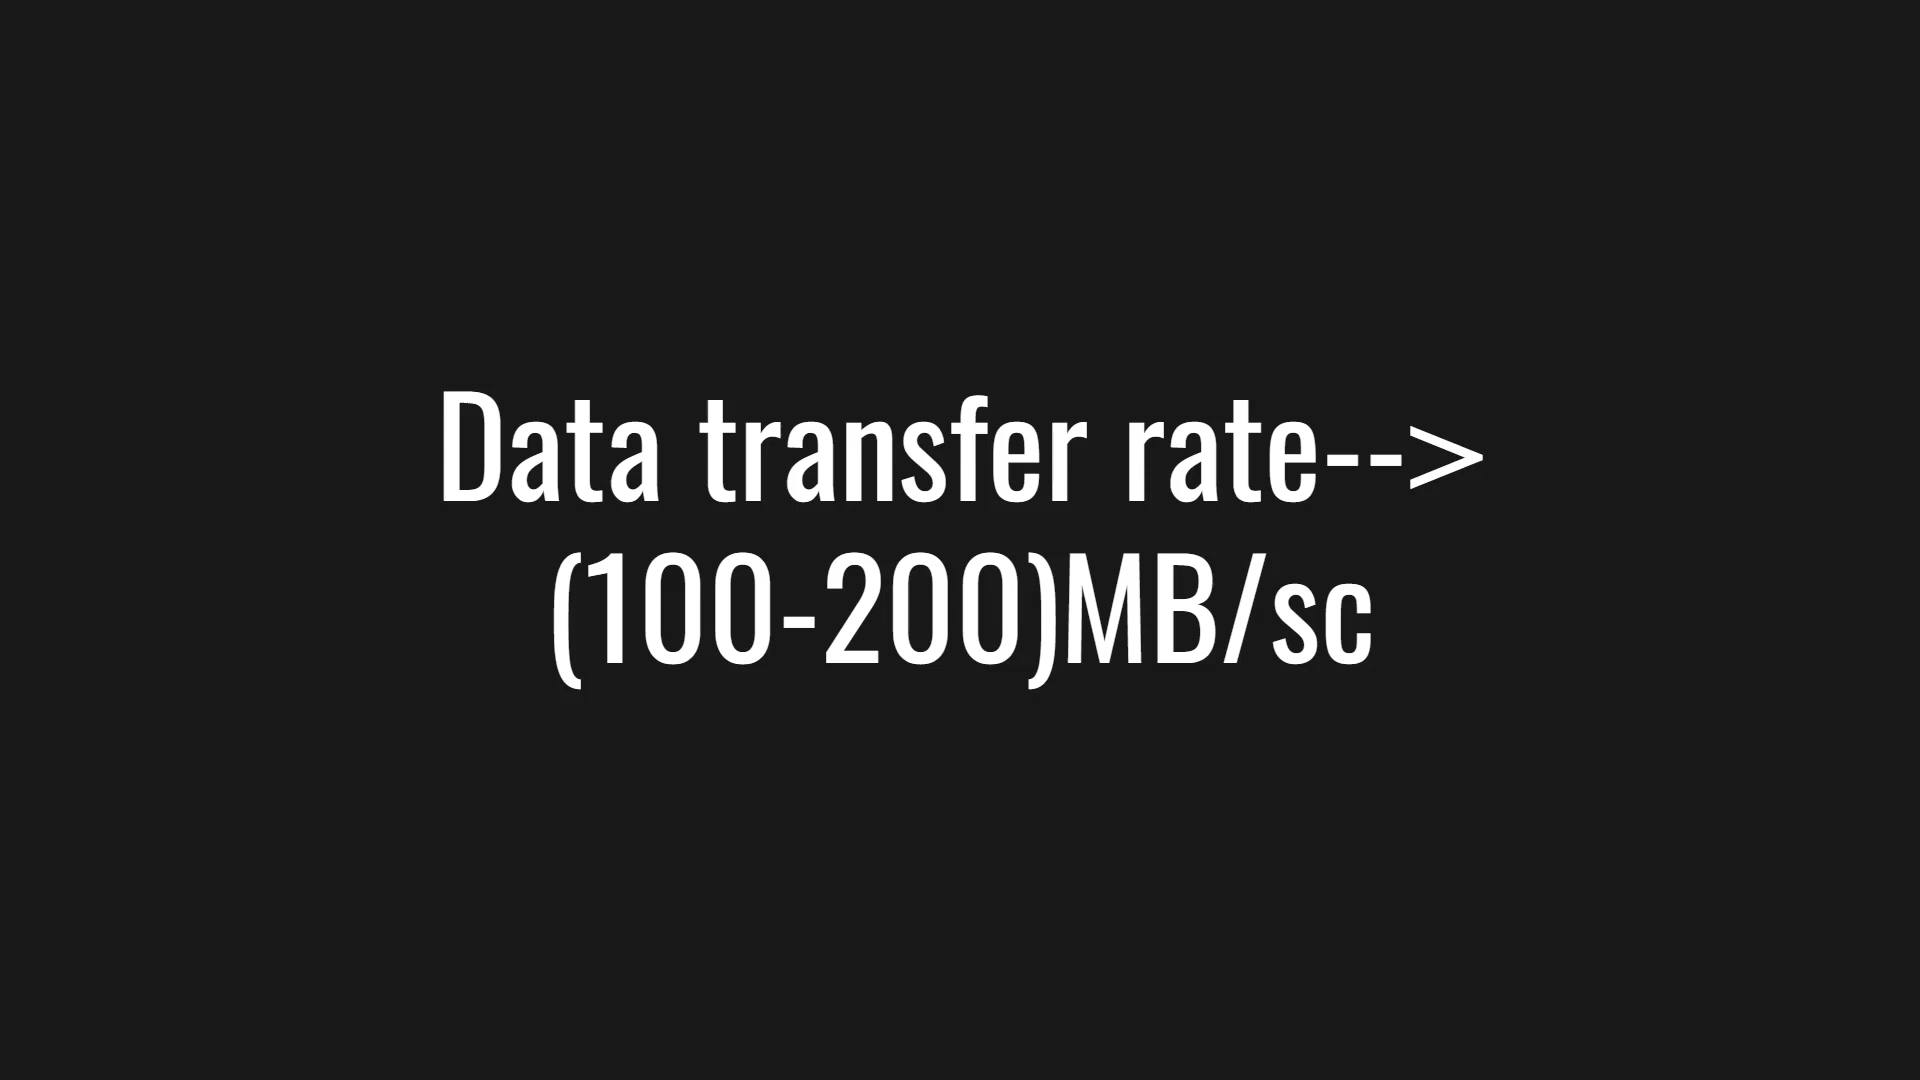 Data transfer rate-->
(100-200)MB/sc